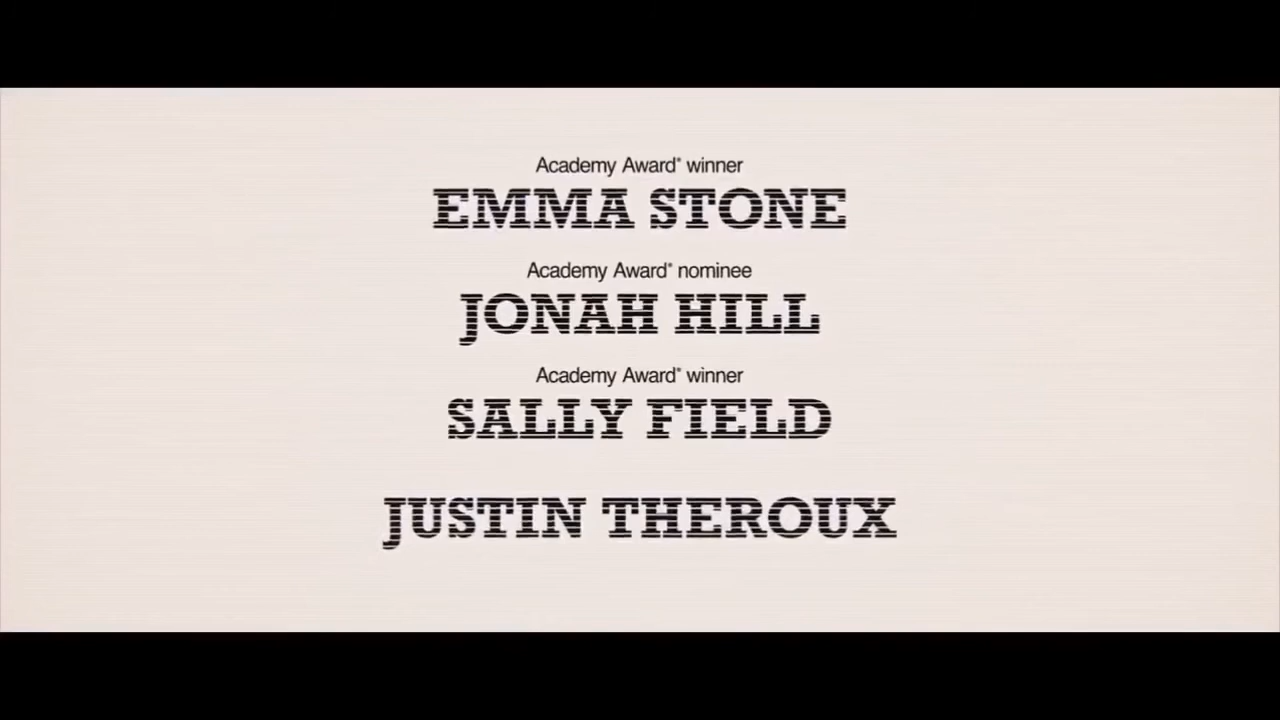 Academy Award® winner
EMMA STONE
Academy Award® nominee
JONAH HILL
Academy Award® winner
SALLY FIELD
JUSTIN THEROUX